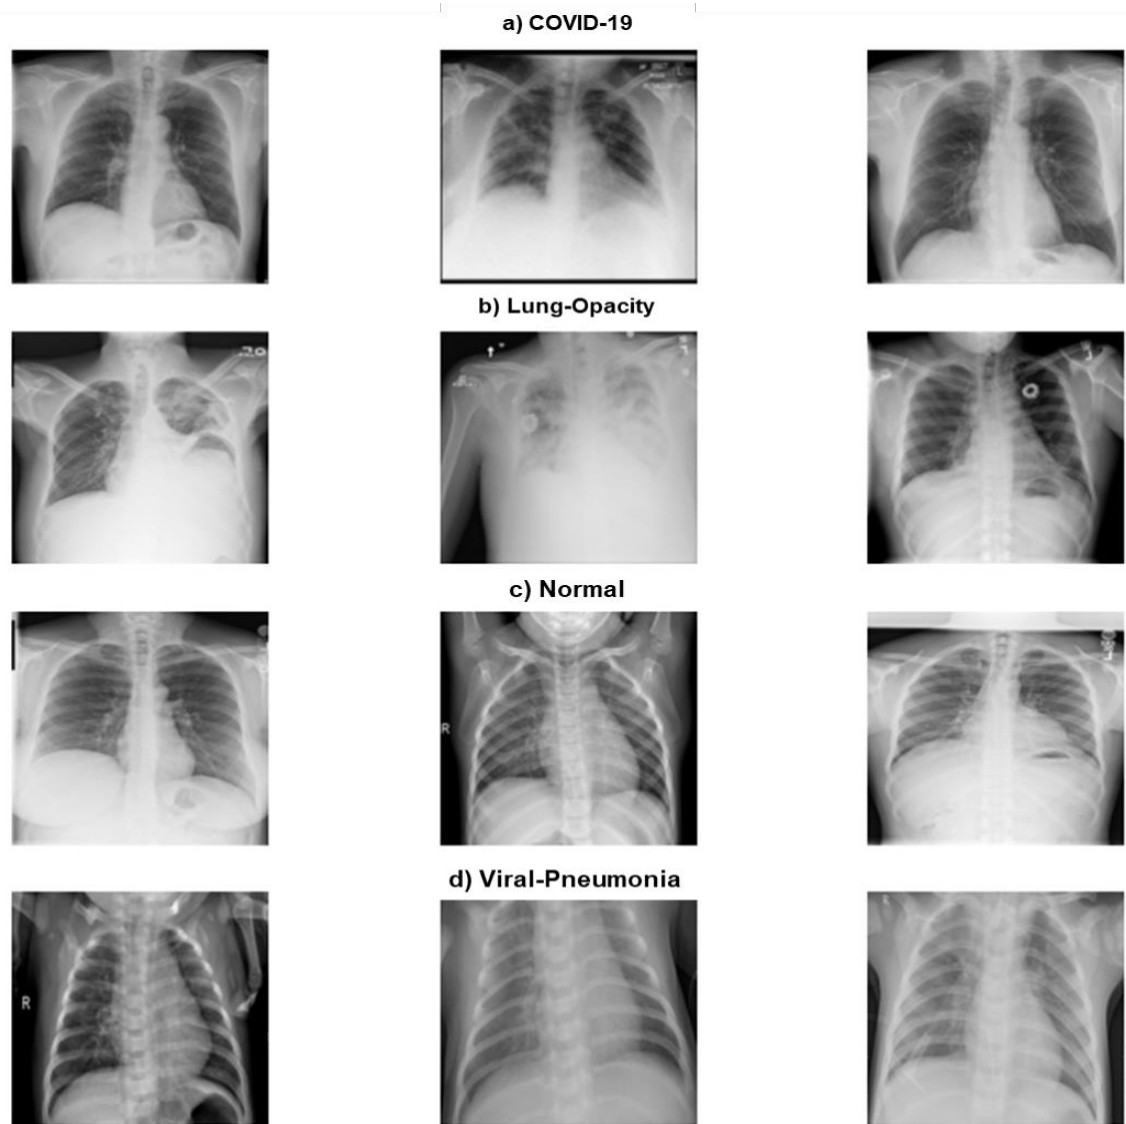 a) COVID-19
b) Lung-Opacity
c) Normal
R
d) Viral-Pneumonia
R
R